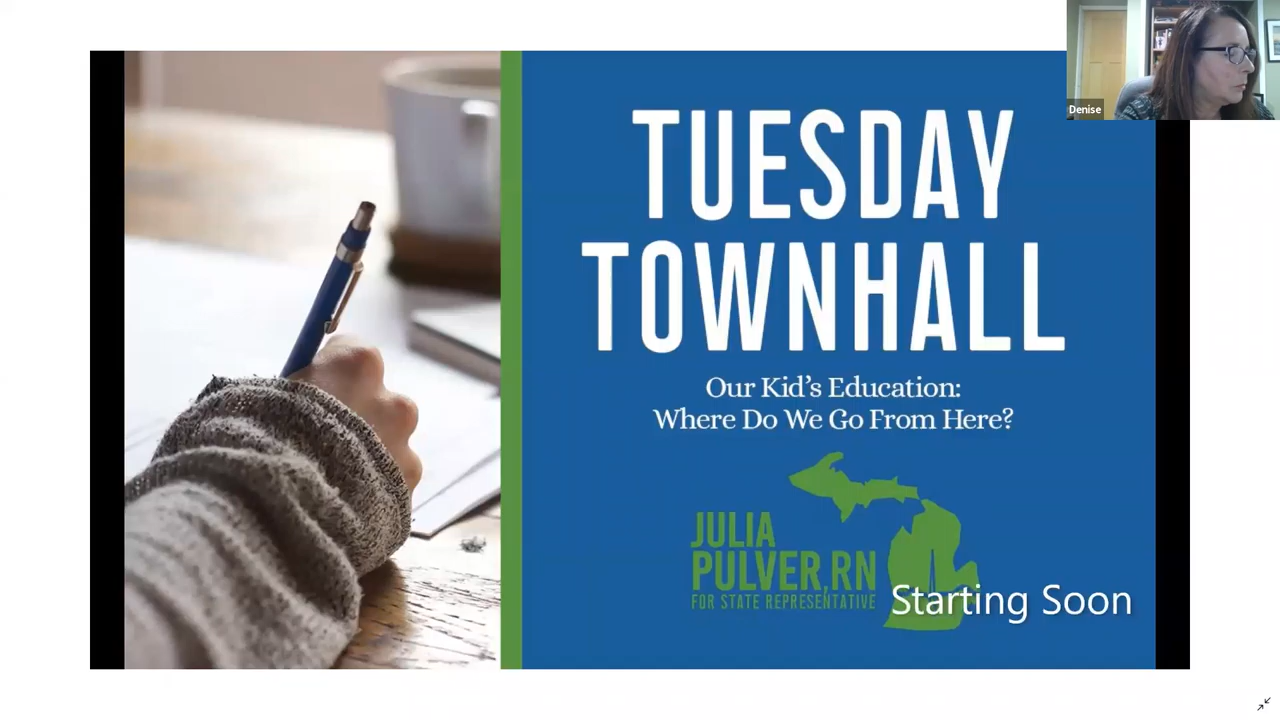 Denise
TUESDAY
TOWNHALL
Our Kid's Education:
Where Do We Go From Here?
JULIA
PULVER, RN
FOR STATE REPRESENTATIVE
Starting Soon